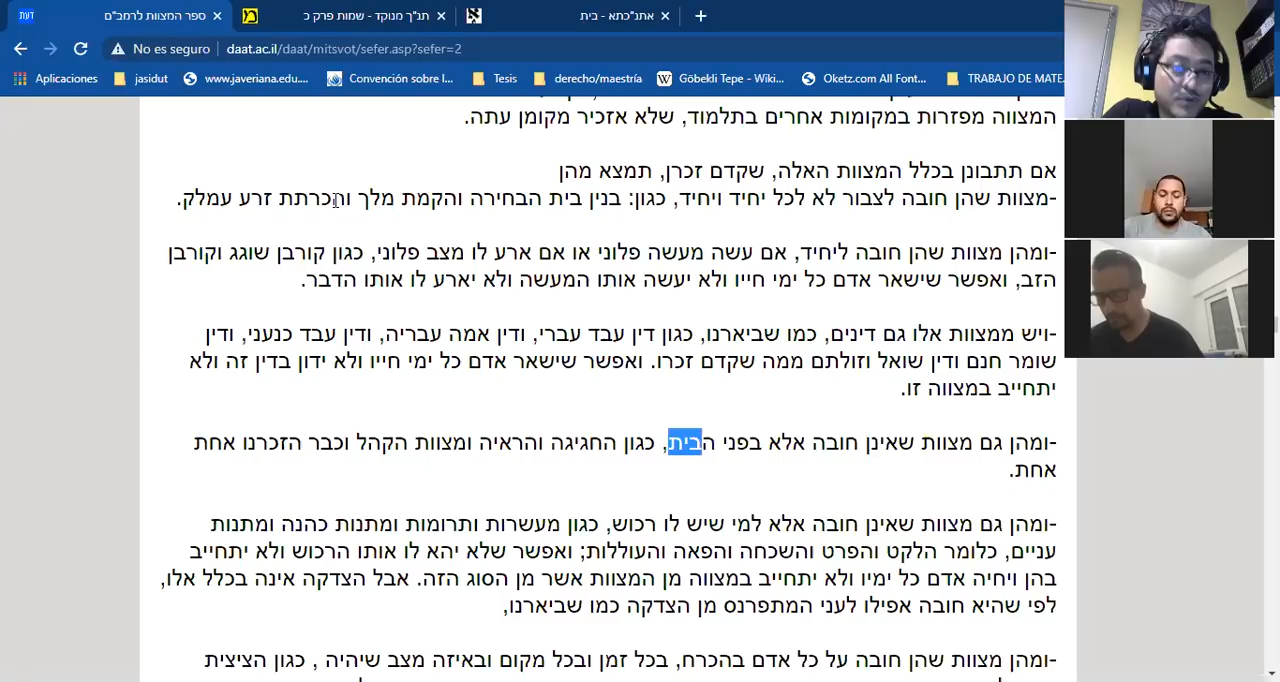 ספר המצוות לרמב"ם
תנ"ך מנוקד - שמות פרק כ
אתנ"כתא - בית
No es seguro | daat.ac.il/daat/mitsvot/sefer.asp?sefer=2
Aplicaciones jasidut www.javeriana.edu.... Convención sobre l... Tesis derecho/maestría Göbekli Tepe - Wiki... Oketz.com All Font... TRABAJO DE MATE
המצווה מפזרות במקומות אחרים בתלמוד, שלא אזכיר מקומן עתה.
אם תתבונן בכלל המצוות האלה, שקדם זכרן, תמצא מהן
-מצוות שהן חובה לצבור לא לכל יחיד ויחיד, כגון: בנין בית הבחירה והקמת מלך והכרתת זרע עמלק.
-ומהן מצוות שהן חובה ליחיד, אם עשה מעשה פלוני או אם ארע לו מצב פלוני, כגון קורבן שוגג וקורבן
הזב, ואפשר שישאר אדם כל ימי חייו ולא יעשה אותו המעשה ולא יארע לו אותו הדבר.
-ויש ממצוות אלו גם דינים, כמו שביארנו, כגון דין עבד עברי, ודין אמה עבריה, ודין עבד כנעני, ודין
שומר חנם ודין שואל וזולתם ממה שקדם זכרו. ואפשר שישאר אדם כל ימי חייו ולא ידון בדין זה ולא
יתחייב במצווה זו.
-ומהן גם מצוות שאינן חובה אלא בפני הבית, כגון החגיגה והראיה ומצוות הקהל וכבר הזכרנו אחת
אחת.
-ומהן גם מצוות שאינן חובה אלא למי שיש לו רכוש, כגון מעשרות ותרומות ומתנות כהנה ומתנות
עניים, כלומר הלקט והפרט והשכחה והפאה והעוללות; ואפשר שלא יהא לו אותו הרכוש ולא יתחייב
בהן ויחיה אדם כל ימיו ולא יתחייב במצווה מן המצוות אשר מן הסוג הזה. אבל הצדקה אינה בכלל אלו,
לפי שהיא חובה אפילו לעני המתפרנס מן הצדקה כמו שביארנו,
-ומהן מצוות שהן חובה על כל אדם בהכרח, בכל זמן ובכל מקום ובאיזה מצב שיהיה , כגון הציצית